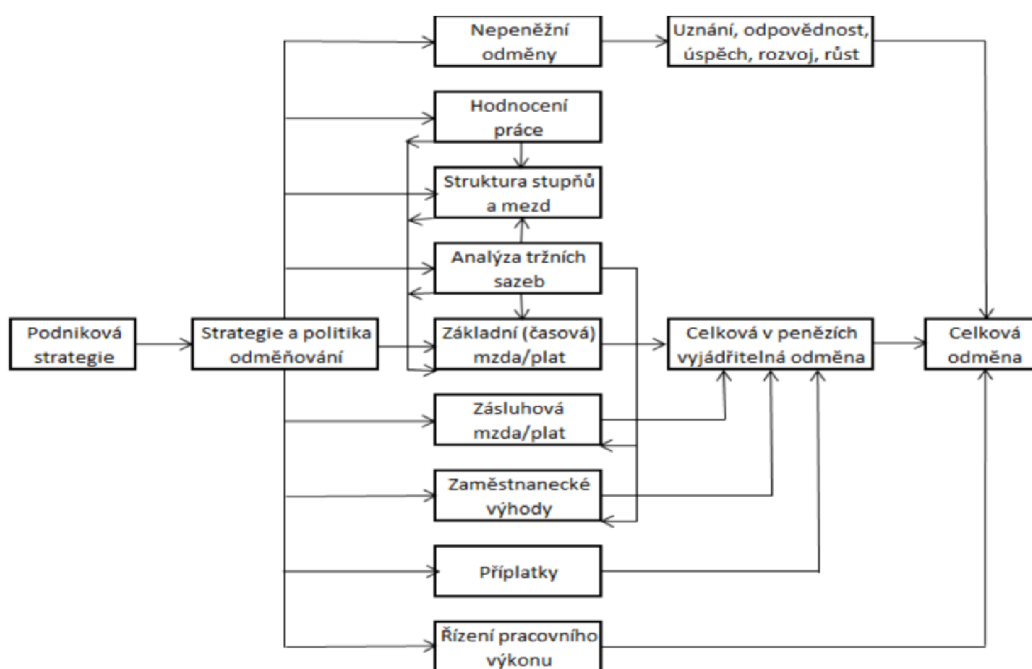 Nepeněžní
odměny
Uznání, odpovědnost,
úspěch, rozvoj, růst
Hodnocení
práce
Struktura stupňů
a mezd
Analýza tržních
sazeb
Podniková
strategie
Strategie a politika
odměňování
Základní (časová)
mzda/plat
Celková v penězích
vyjádřitelná odměna
Celková
odměna
Zásluhová
mzda/plat
Zaměstnanecké
výhody
Příplatky
Řízení pracovního
výkonu